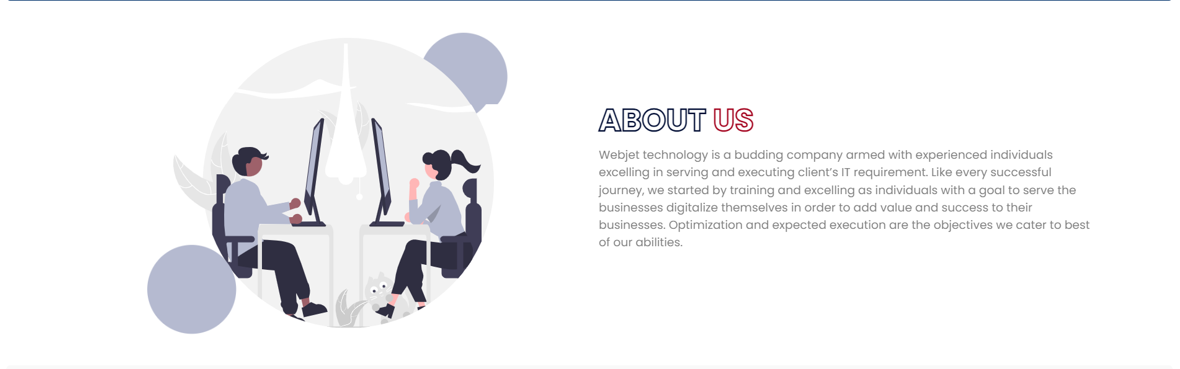 ABOUT US
Webjet technology is a budding company armed with experienced individuals
excelling in serving and executing client's IT requirement. Like every successful
journey, we started by training and excelling as individuals with a goal to serve the
businesses digitalize themselves in order to add value and success to their
businesses. Optimization and expected execution are the objectives we cater to best
of our abilities.